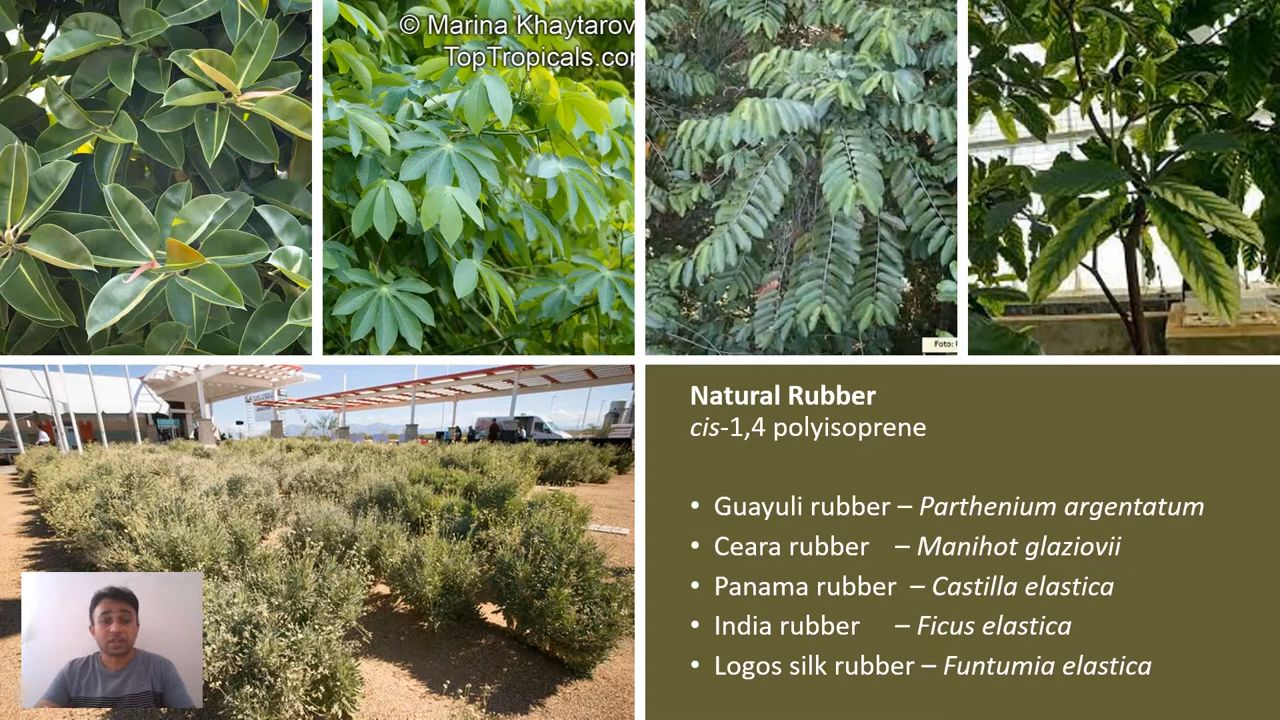 © Marina Khaytarov
TopTropicals.co
Foto:
Natural Rubber
cis-1,4 polyisoprene
• Guayuli rubber – Parthenium argentatum
• Ceara rubber – Manihot glaziovii
• Panama rubber – Castilla elastica
• India rubber – Ficus elastica
• Logos silk rubber – Funtumia elastica